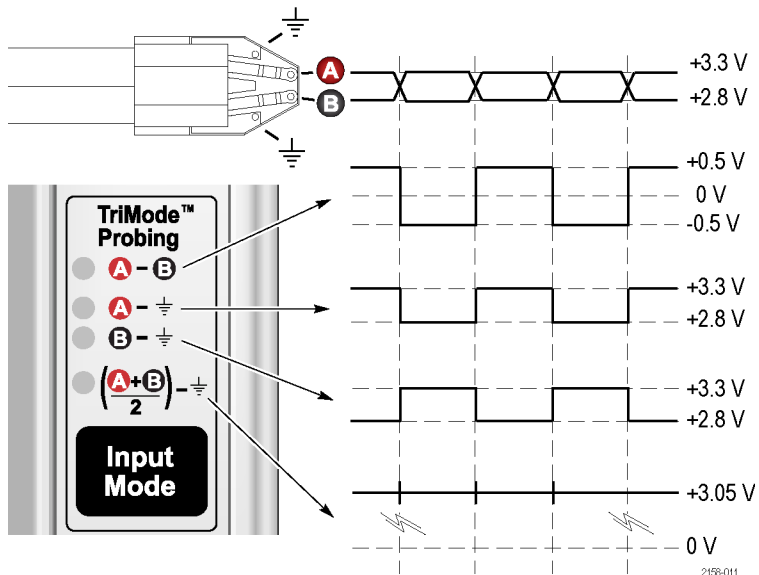 A
B
+3.3 V
+2.8 V
+0.5 V
0 V
-0.5 V
TriMode™
Probing
A - B
A -
B -
(A+B
2) -
Input
Mode
+3.3 V
+2.8 V
+3.3 V
+2.8 V
+3.05 V
0 V
2158-011